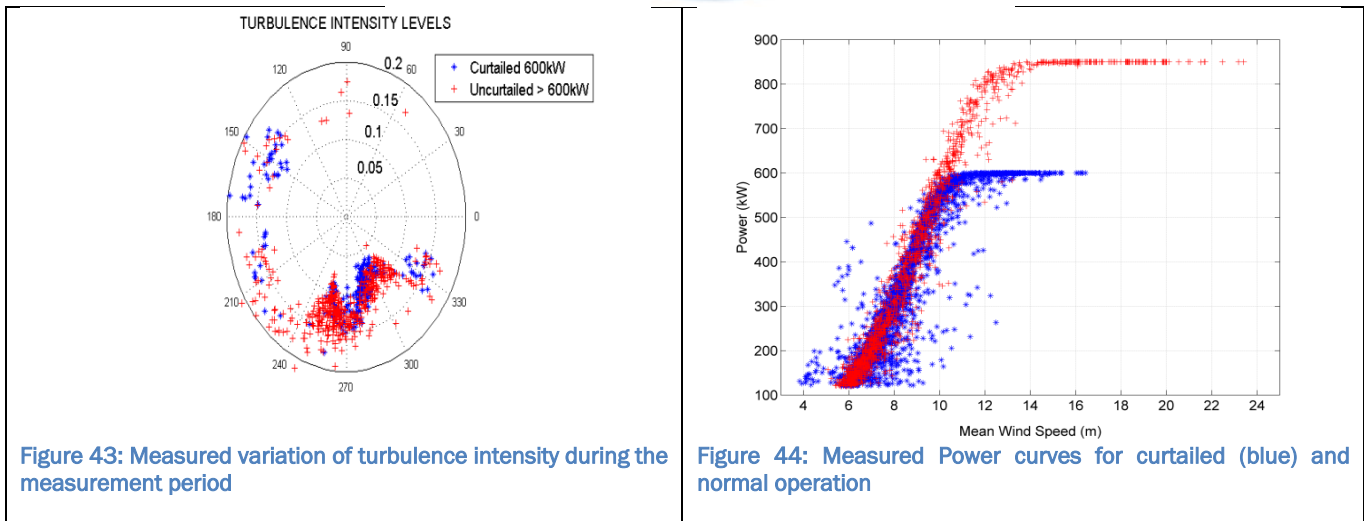 TURBULENCE INTENSITY LEVELS
90
120
0.2
60
Curtailed 600kW
Uncurtailed > 600kW
0.15
150
30
0.1
0.05
180
0
0
210
330
240
300
270
Figure 43: Measured variation of turbulence intensity during the
measurement period
900
800
700
600
500
400
300
200
100
Power (kW)
4 6 8 10 12 14 16 18 20 22 24
Mean Wind Speed (m)
Figure 44: Measured Power curves for curtailed (blue) and
normal operation